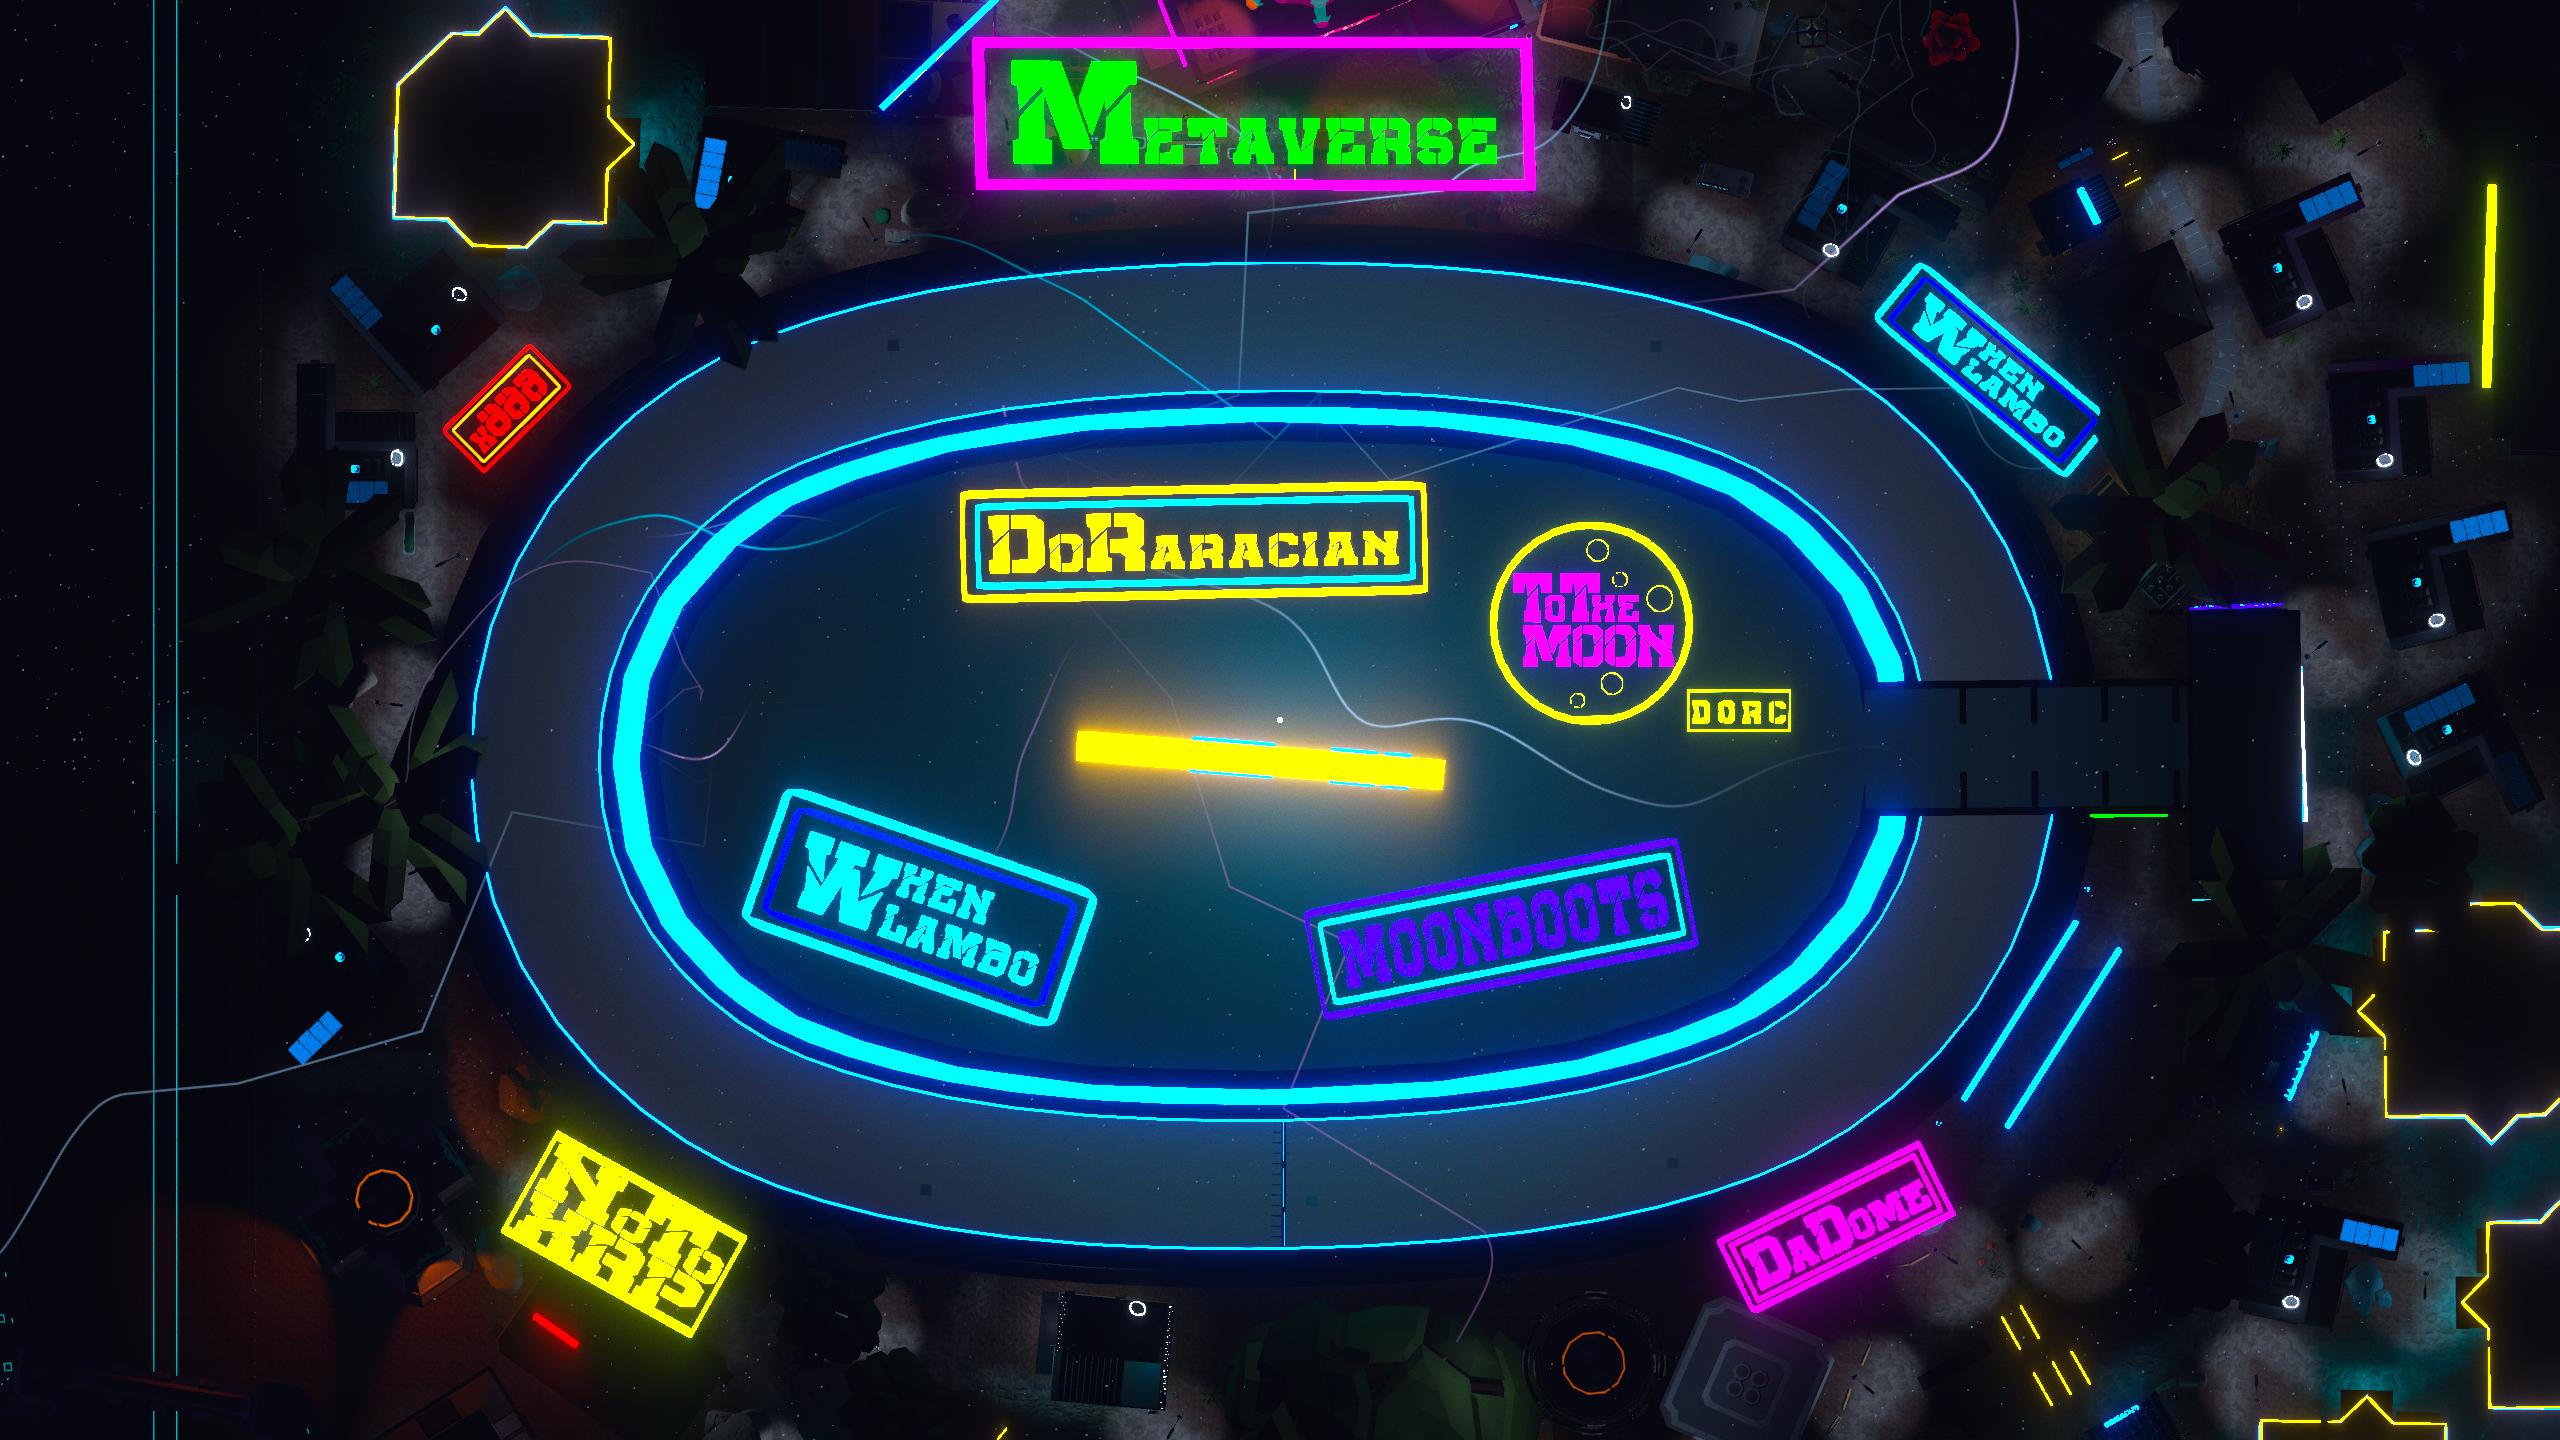 METAVERSE
WHEN
LAMBO
DORARACIAN
TO THE
MOON
DORC
WHEN
LAMBO
MOONBOOTS
DADOME